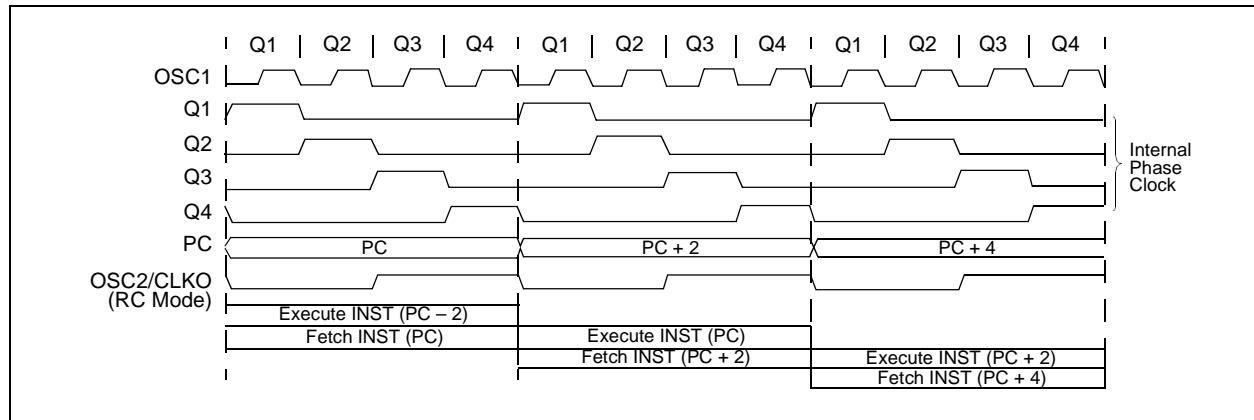 Q1 Q2 Q3 Q4 Q1 Q2 Q3 Q4 Q1 Q2 Q3 Q4
OSC1
Q1
Q2
Q3
Q4
PC PC PC + 2 PC + 4
OSC2/CLKO
(RC Mode)
Internal
Phase
Clock
Execute INST (PC – 2)
Fetch INST (PC) Execute INST (PC)
Fetch INST (PC + 2) Execute INST (PC + 2)
Fetch INST (PC + 4)